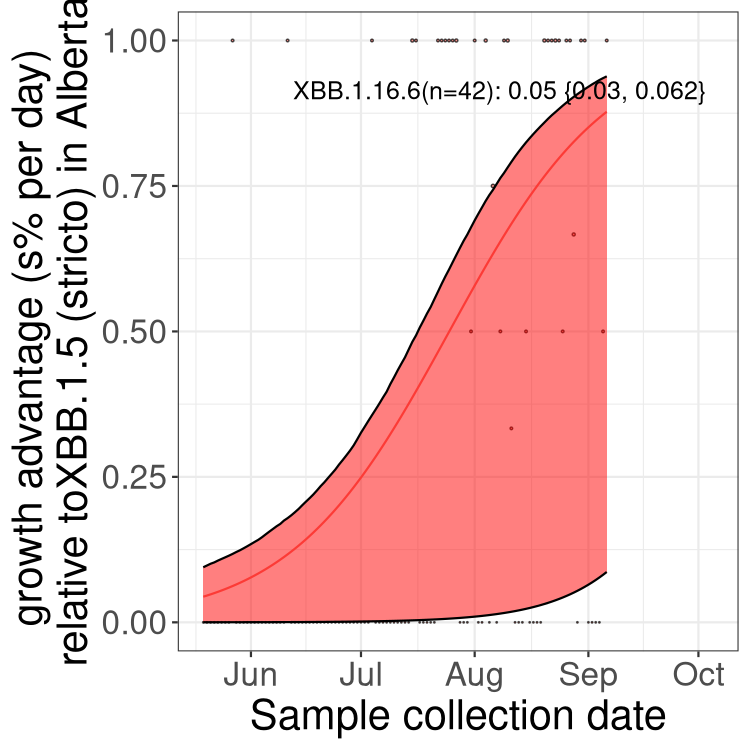 growth advantage (s% per day)
relative toXBB.1.5 (stricto) in Alberta
1.00
0.75
0.50
0.25
0.00
XBB.1.16.6(n=42): 0.05 {0.03, 0.062}
Jun Jul Aug Sep Oct
Sample collection date